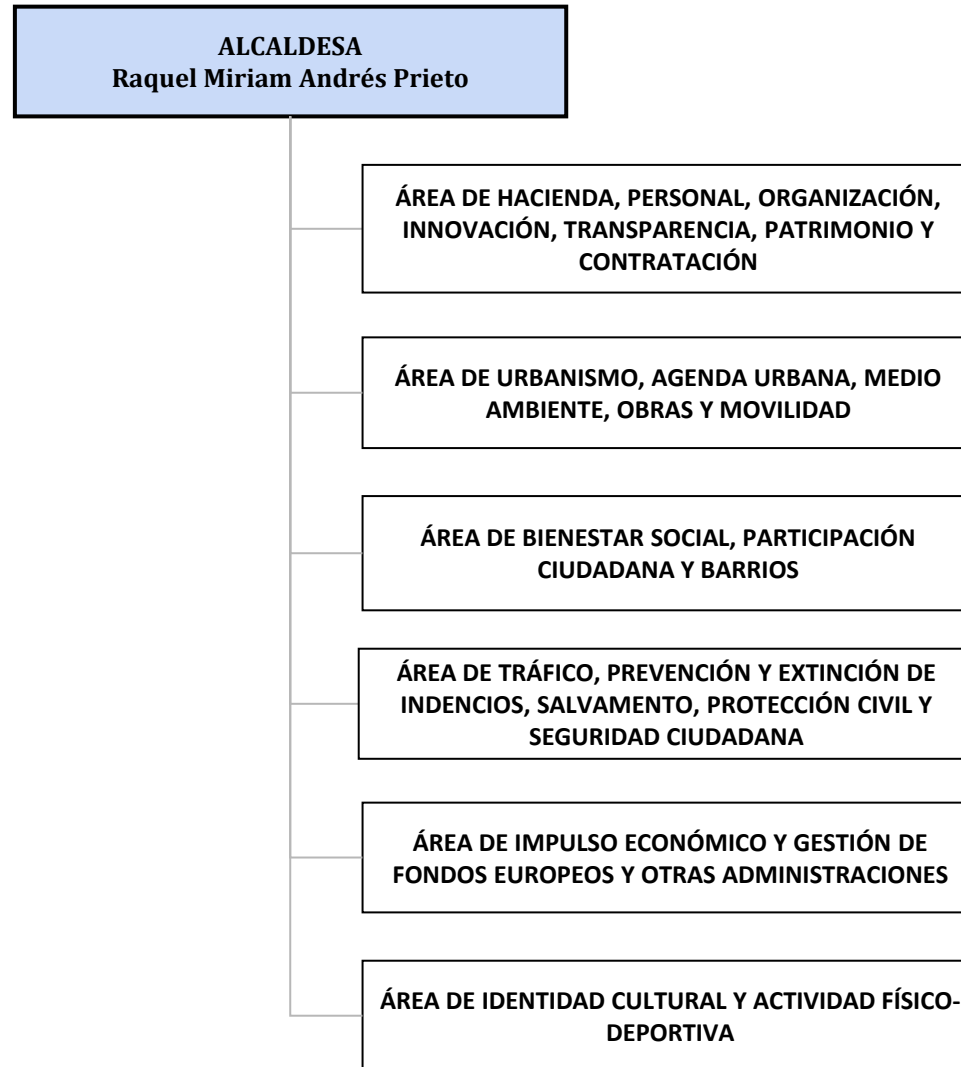 ALCALDESA
Raquel Miriam Andrés Prieto
ÁREA DE HACIENDA, PERSONAL, ORGANIZACIÓN,
INNOVACIÓN, TRANSPARENCIA, PATRIMONIO Y
CONTRATACIÓN
ÁREA DE URBANISMO, AGENDA URBANA, MEDIO
AMBIENTE, OBRAS Y MOVILIDAD
ÁREA DE BIENESTAR SOCIAL, PARTICIPACIÓN
CIUDADANA Y BARRIOS
ÁREA DE TRÁFICO, PREVENCIÓN Y EXTINCIÓN DE
INDENCIOS, SALVAMENTO, PROTECCIÓN CIVIL Y
SEGURIDAD CIUDADANA
ÁREA DE IMPULSO ECONÓMICO Y GESTIÓN DE
FONDOS EUROPEOS Y OTRAS ADMINISTRACIONES
ÁREA DE IDENTIDAD CULTURAL Y ACTIVIDAD FÍSICO-
DEPORTIVA